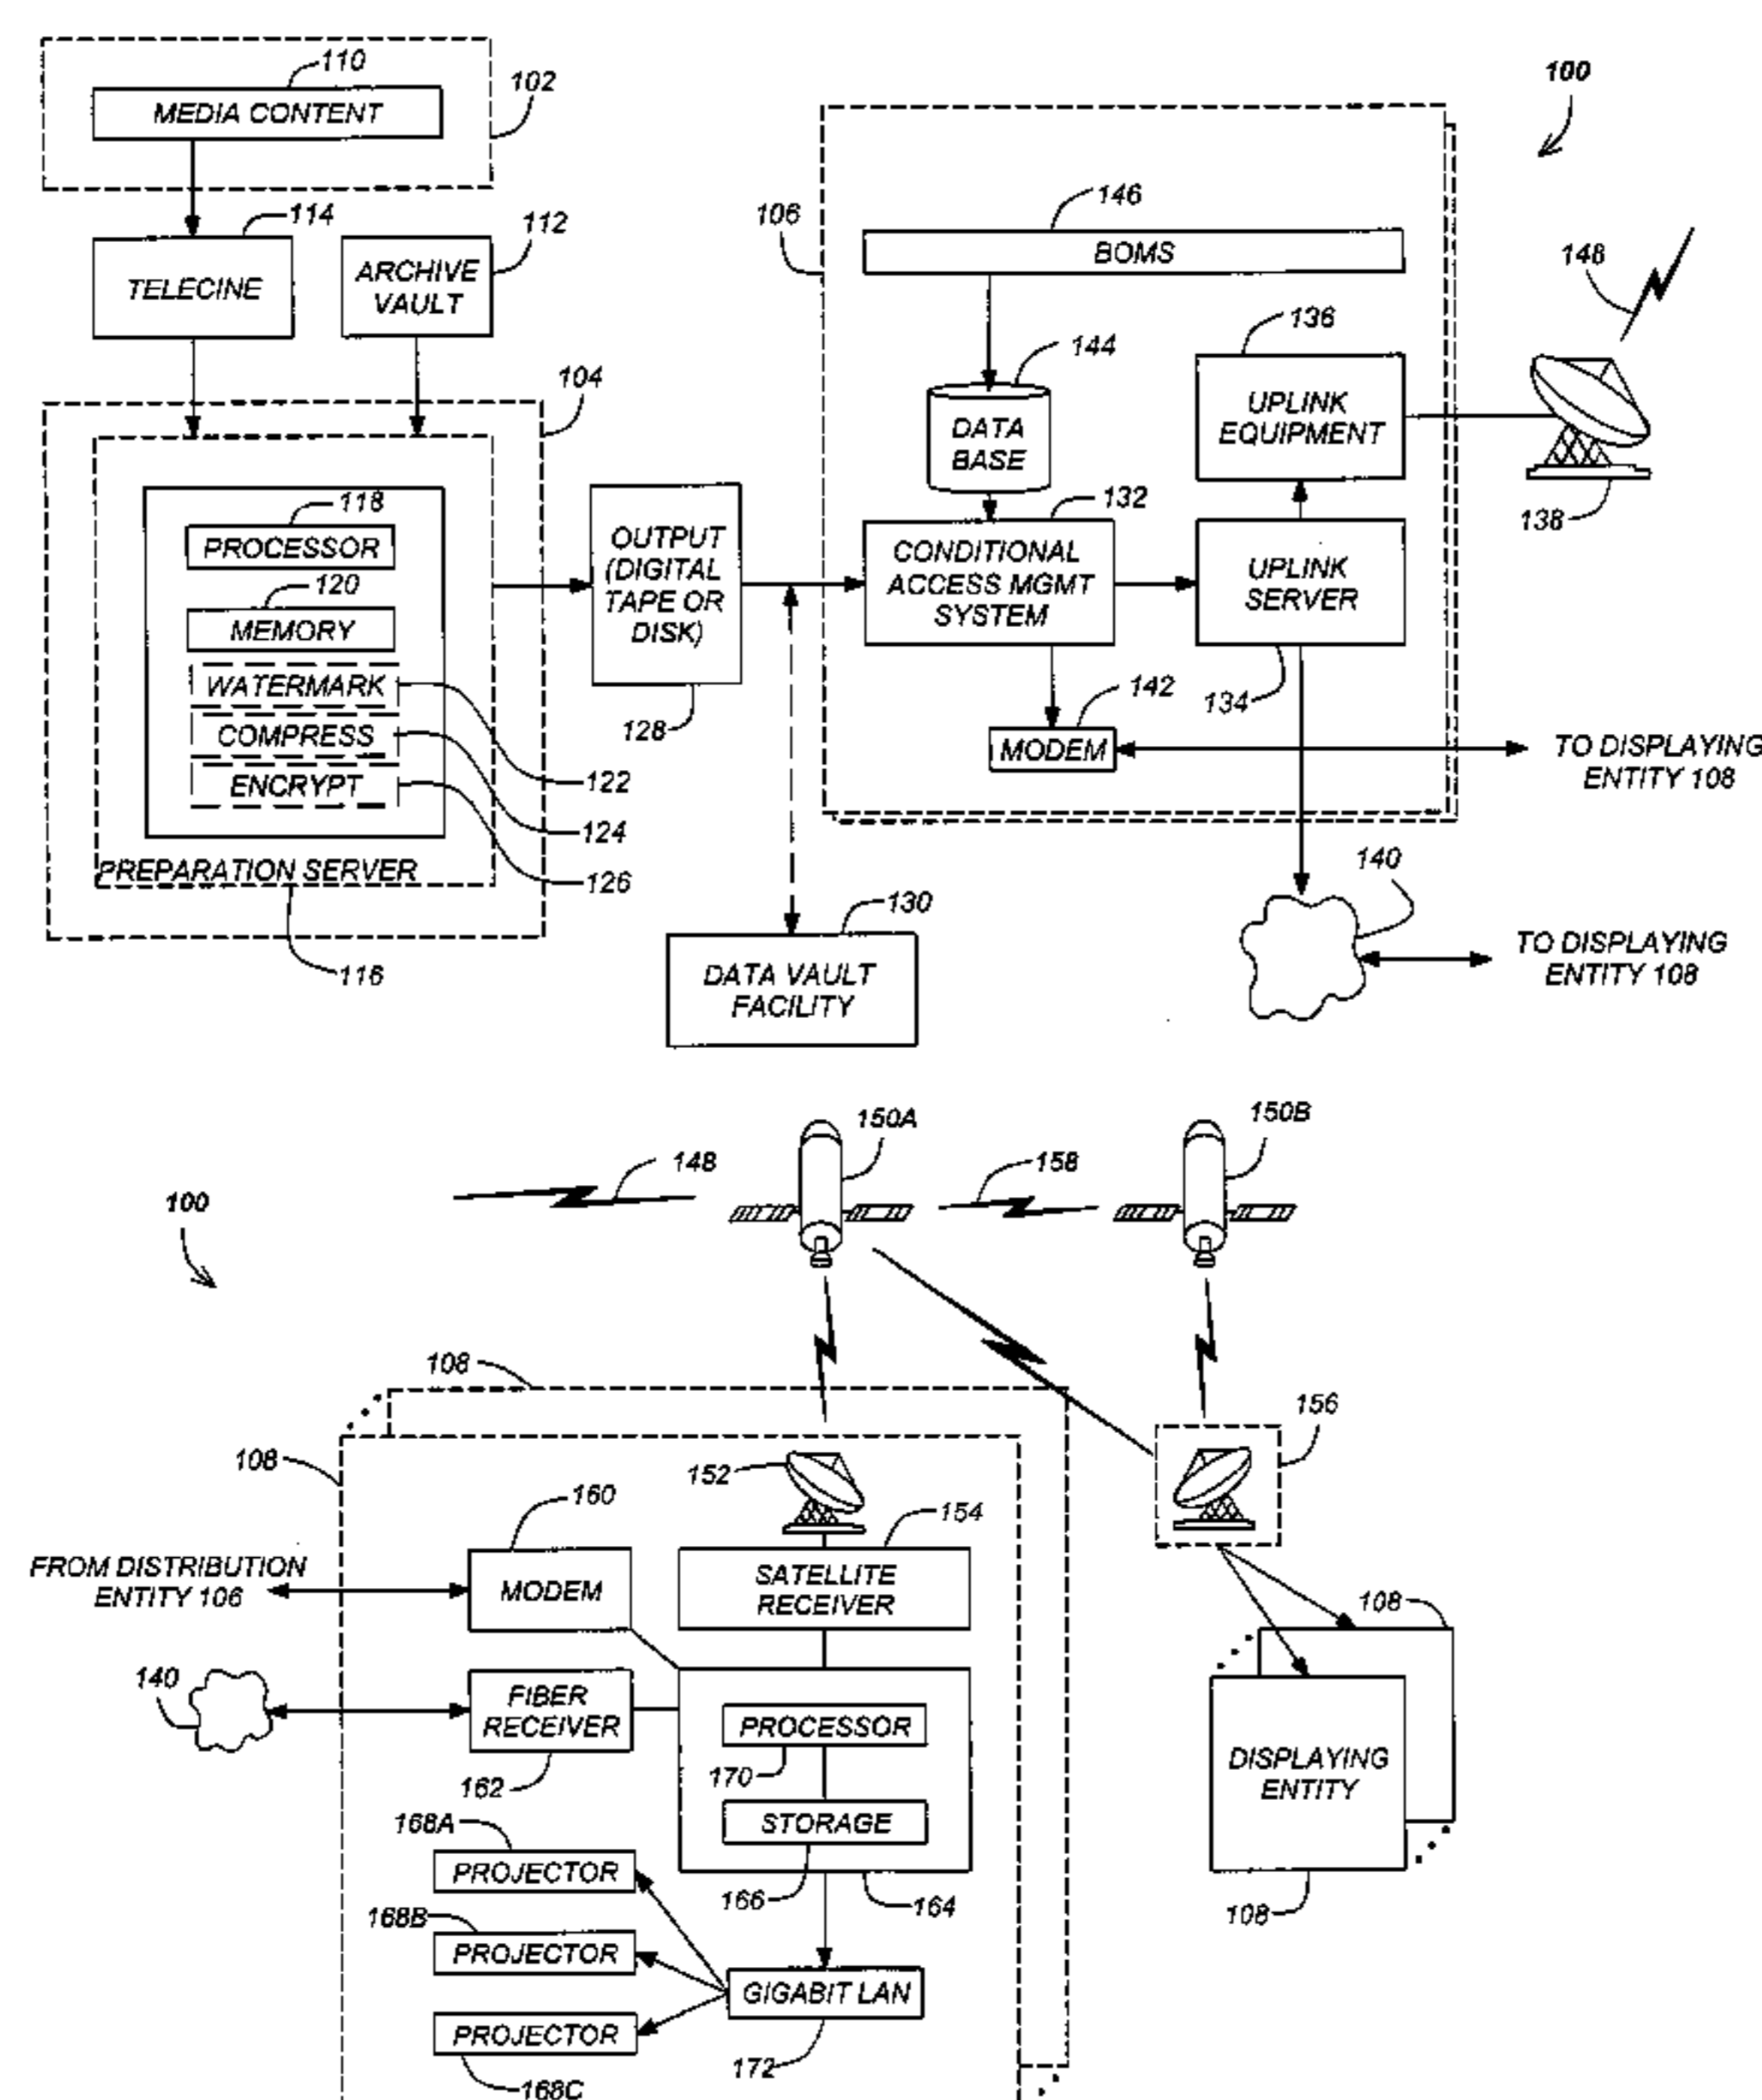 110
MEDIA CONTENT
102
100
114
TELECINE
112
ARCHIVE
VAULT
106
146
BOMS
148
144
DATA
BASE
136
UPLINK
EQUIPMENT
138
104
118
PROCESSOR
120
MEMORY
WATERMARK
COMPRESS
ENCRYPT
122
124
126
PREPARATION SERVER
116
OUTPUT
(DIGITAL
TAPE OR
DISK)
128
132
CONDITIONAL
ACCESS MGMT
SYSTEM
UPLINK
SERVER
134
142
MODEM
TO DISPLAYING
ENTITY 108
130
DATA VAULT
FACILITY
140
TO DISPLAYING
ENTITY 108
100
148
150A
158
150B
108
108
152
156
160
MODEM
154
SATELLITE
RECEIVER
FROM DISTRIBUTION
ENTITY 106
140
FIBER
RECEIVER
162
PROCESSOR
170
STORAGE
166
164
108
DISPLAYING
ENTITY
108
168A
PROJECTOR
168B
PROJECTOR
PROJECTOR
168C
GIGABIT LAN
172